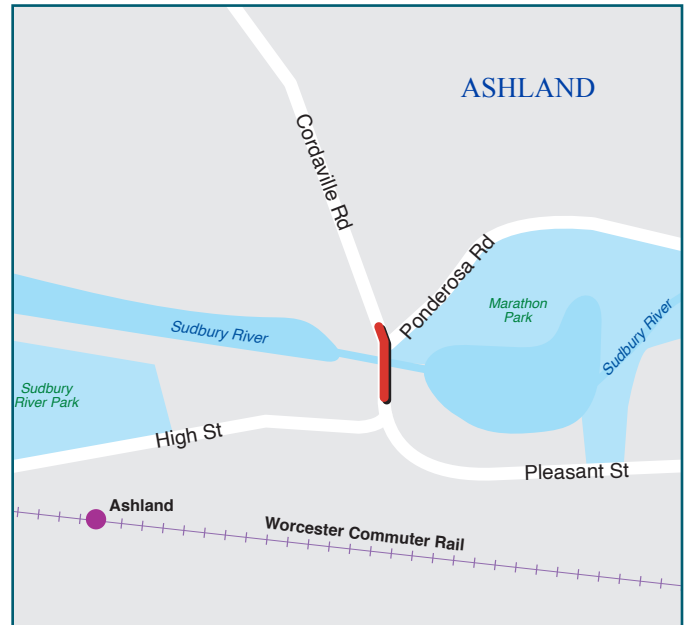 ASHLAND
Cordaville Rd
Ponderosa Rd
Marathon
Park
Sudbury River
Sudbury River
Sudbury
River Park
High St
Pleasant St
Ashland
Worcester Commuter Rail